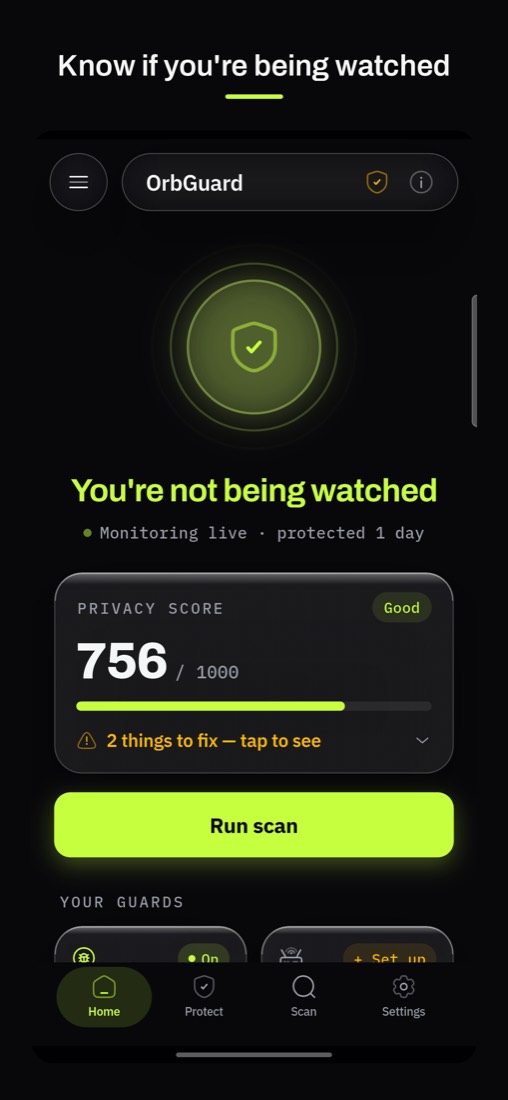 Know if you're being watched
OrbGuard
You're not being watched
Monitoring live · protected 1 day
PRIVACY SCORE
Good
756 / 1000
2 things to fix — tap to see
Run scan
YOUR GUARDS
On
+ Set up
Home
Protect
Scan
Settings